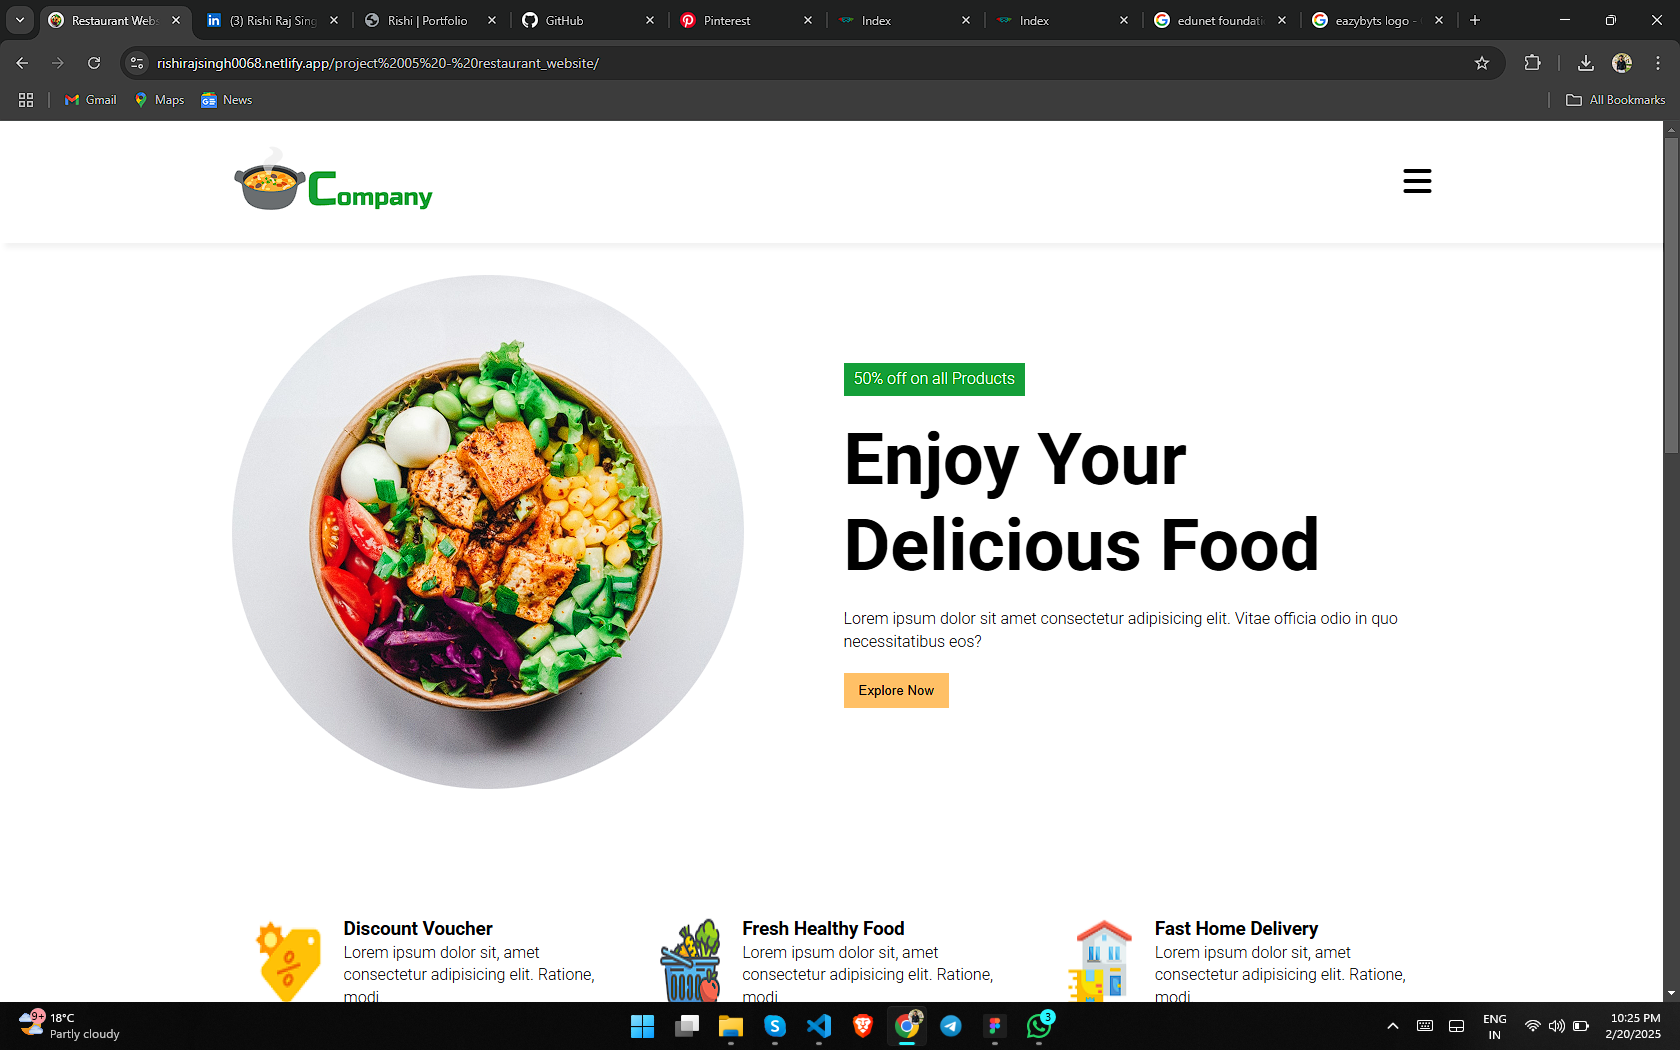 Restaurant Webs
(3) Rishi Raj Sing
Rishi | Portfolio
GitHub
Pinterest
Index
Index
edunet foundati
eazybyts logo -
rishirajsingh0068.netlify.app/project%2005%20-%20restaurant_website/
Gmail
Maps
News
All Bookmarks
Company
50% off on all Products
Enjoy Your
Delicious Food
Lorem ipsum dolor sit amet consectetur adipisicing elit. Vitae officia odio in quo
necessitatibus eos?
Explore Now
Discount Voucher
Lorem ipsum dolor sit, amet
consectetur adipisicing elit. Ratione,
modi
Fresh Healthy Food
Lorem ipsum dolor sit, amet
consectetur adipisicing elit. Ratione,
modi
Fast Home Delivery
Lorem ipsum dolor sit, amet
consectetur adipisicing elit. Ratione,
modi
9+
18°C
Partly cloudy
3
ENG
IN
10:25 PM
2/20/2025